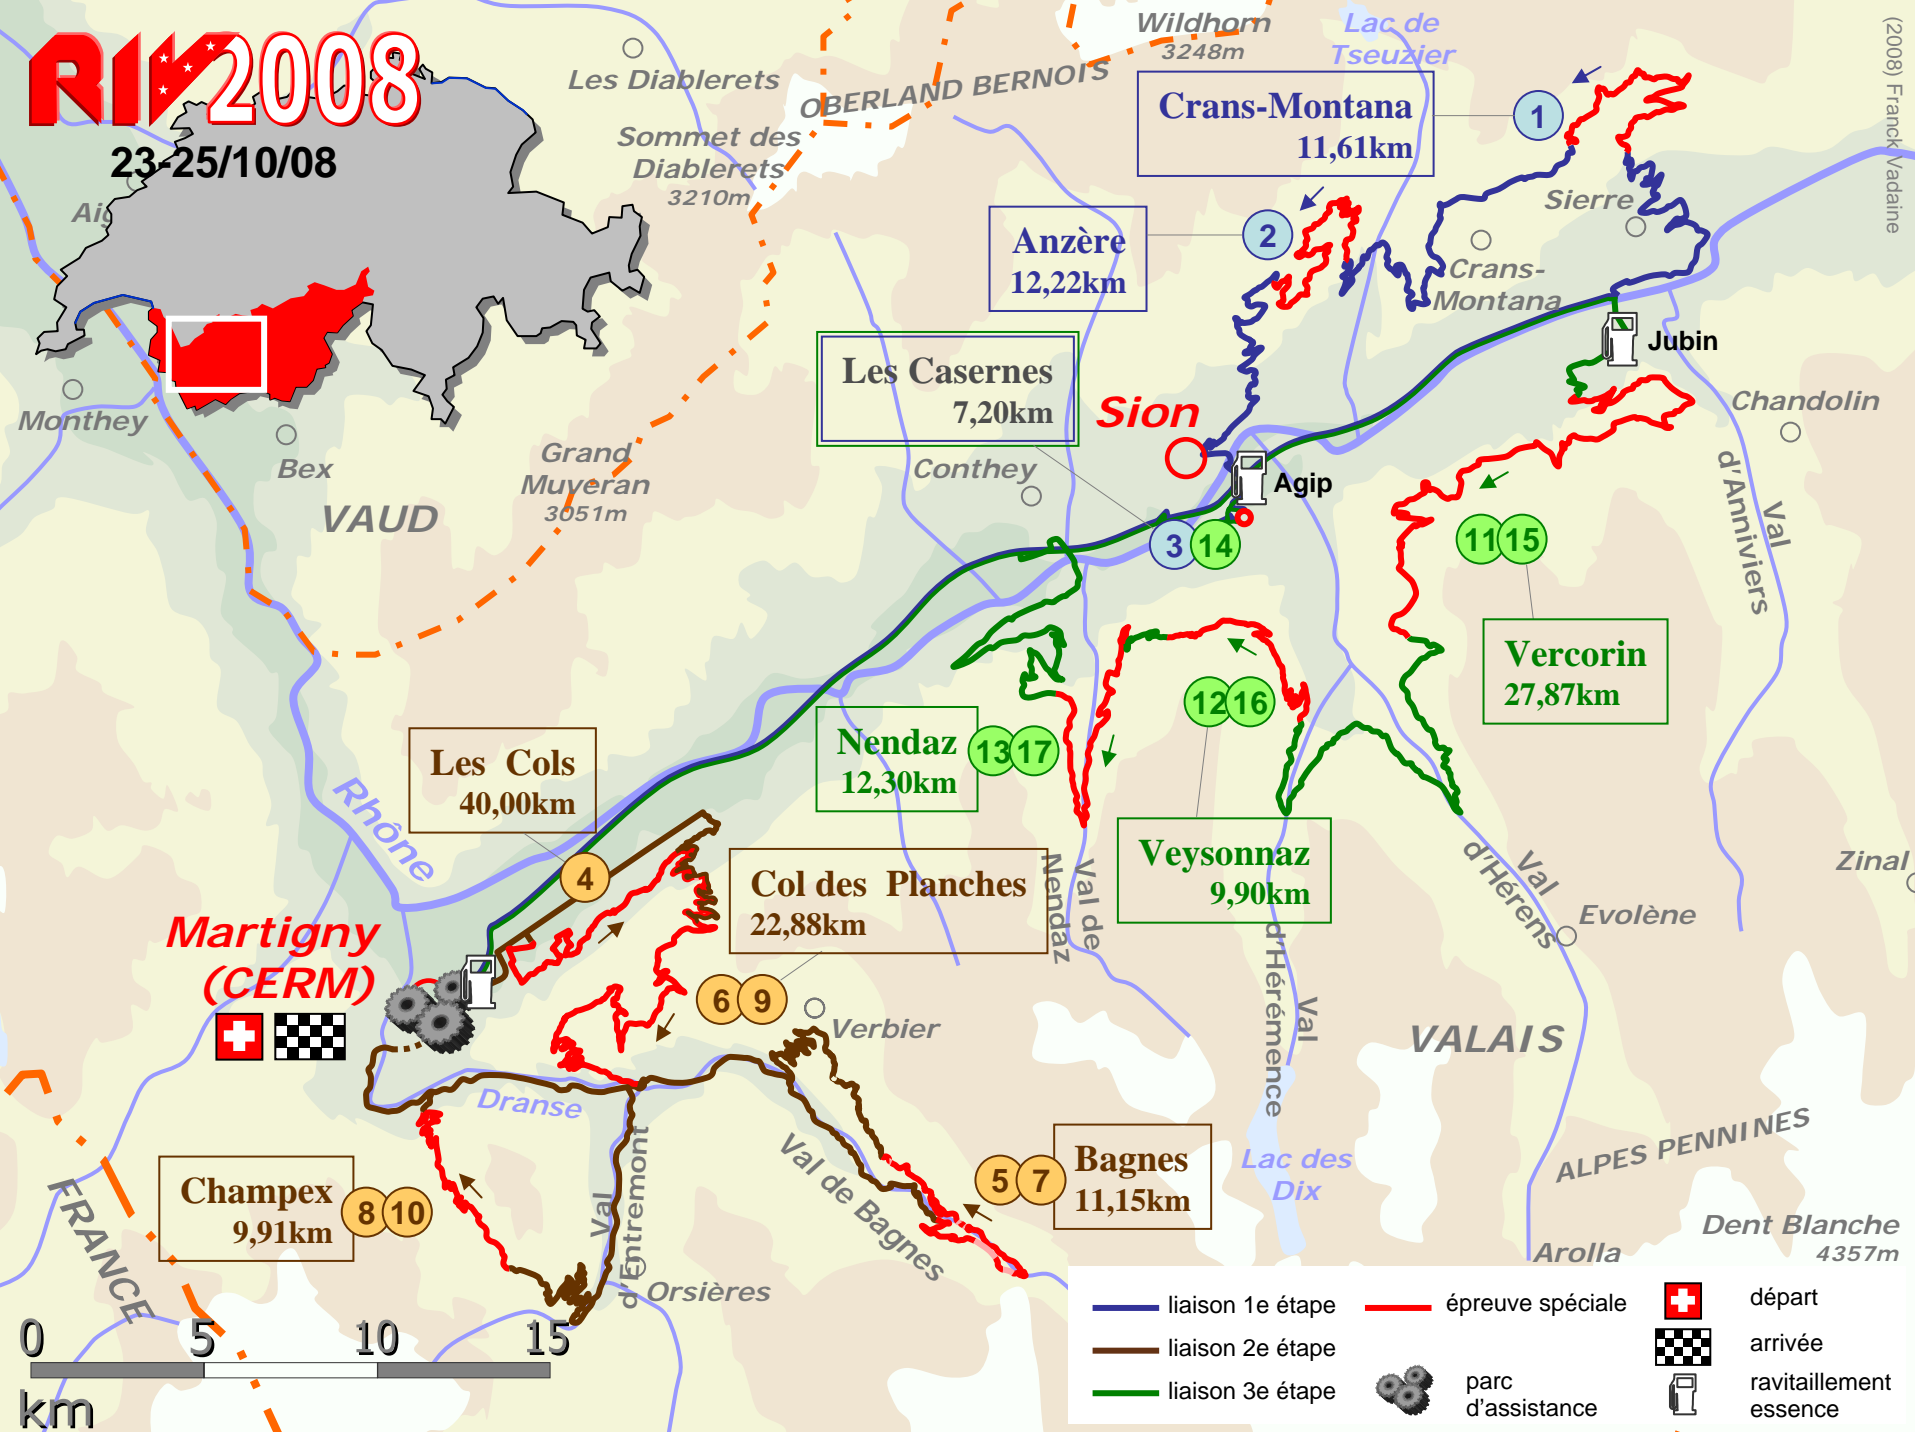 RIV2008
23-25/10/08
Les Diablerets
Sommet des
Diablerets
3210m
OBERLAND BERNOIS
Wildhorn
3248m
Lac de
Tseuzier
(2008) Franck Vadaine
Crans-Montana
11,61km
1
Anzère
12,22km
2
Sierre
Crans-
Montana
Les Casernes
7,20km
Sion
Jubin
Chandolin
Aig
Monthey
Bex
VAUD
Grand
Muveran
3051m
Conthey
Agip
3
14
11
15
Val
d'Anniviers
Vercorin
27,87km
12
16
Nendaz
12,30km
13
17
Les Cols
40,00km
4
Rhône
Veysonnaz
9,90km
Val de
Nendaz
Val
d'Hérens
Evolène
Zinal
Col des Planches
22,88km
6
9
Martigny
(CERM)
Verbier
Val
d'Hérémence
VALAIS
Dranse
Val
d'Entremont
Val de Bagnes
5
7
Bagnes
11,15km
Lac des
Dix
ALPES PENNINES
Dent Blanche
4357m
Arolla
Champex
9,91km
8
10
FRANCE
Orsières
0
5
10
15
km
liaison 1e étape
liaison 2e étape
liaison 3e étape
épreuve spéciale
parc
d'assistance
départ
arrivée
ravitaillement
essence